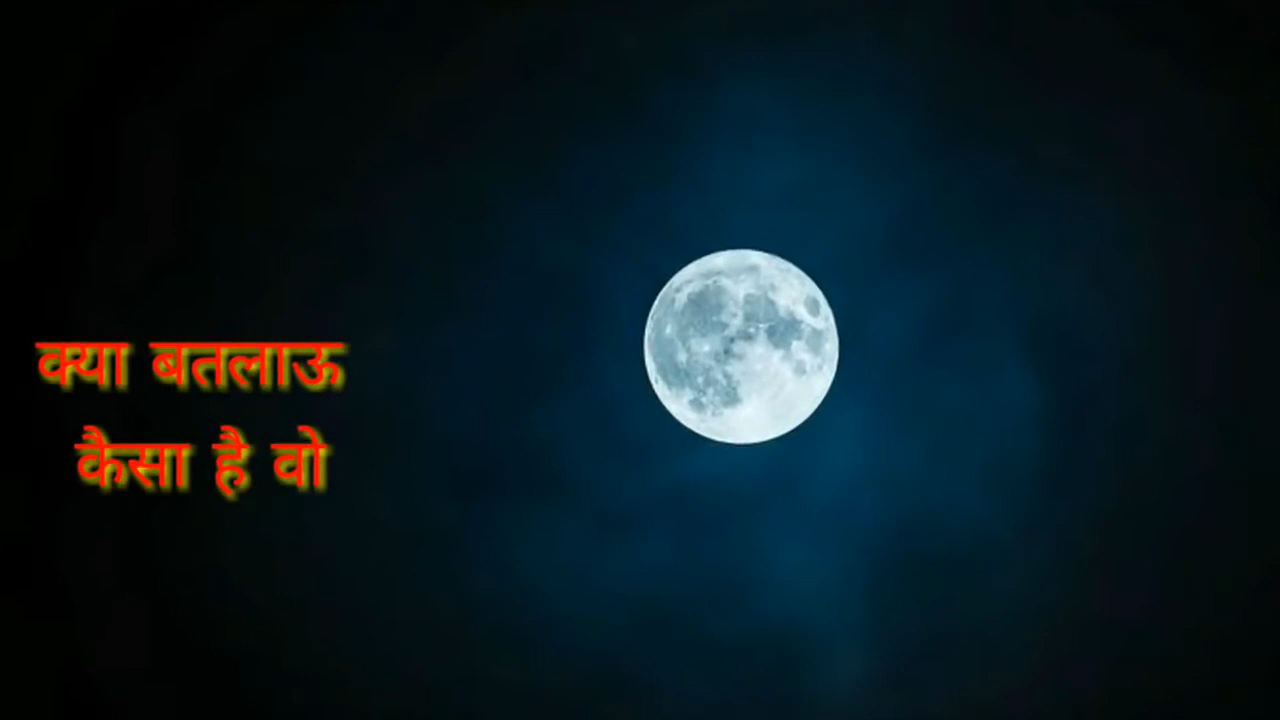 क्या बतलाऊ
कैसा है वो